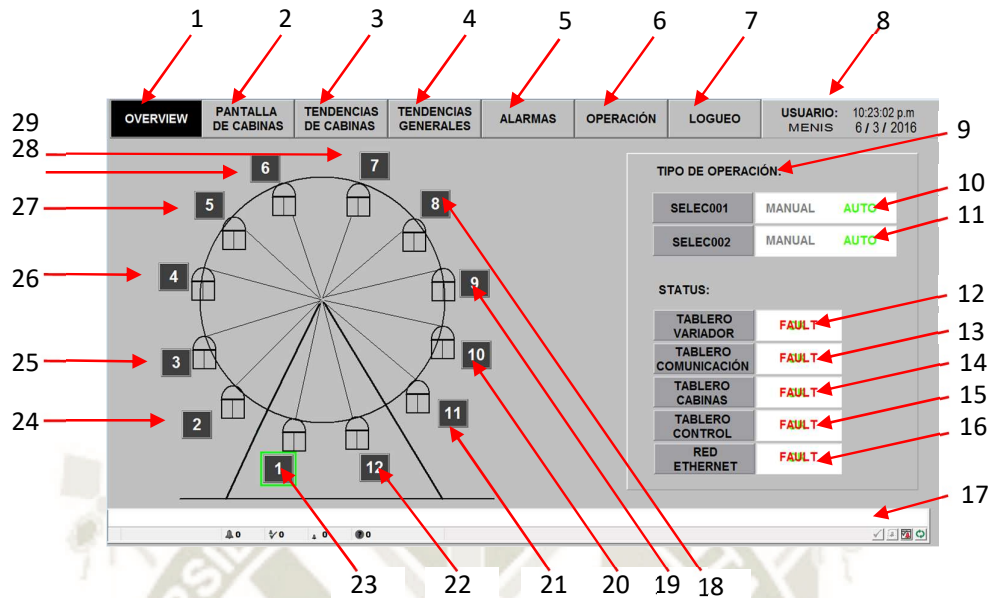 1 2 3 4 5 6 7 8
OVERVIEW
PANTALLA
DE CABINAS
TENDENCIAS
DE CABINAS
TENDENCIAS
GENERALES
ALARMAS
OPERACIÓN
LOGUEO
USUARIO: 10:23:02 p.m
MENIS 6 / 3 / 2016
29
28
27
26
25
24
7
6
8
5
4
9
3
10
2
11
1
12
TIPO DE OPERACIÓN:
SELEC001 MANUAL AUTO
SELEC002 MANUAL AUTO
STATUS:
TABLERO
VARIADOR
FAULT
TABLERO
COMUNICACIÓN
FAULT
TABLERO
CABINAS
FAULT
TABLERO
CONTROL
FAULT
RED
ETHERNET
FAULT
9
10
11
12
13
14
15
16
17
0 0 0 0
23 22 21 20 19 18